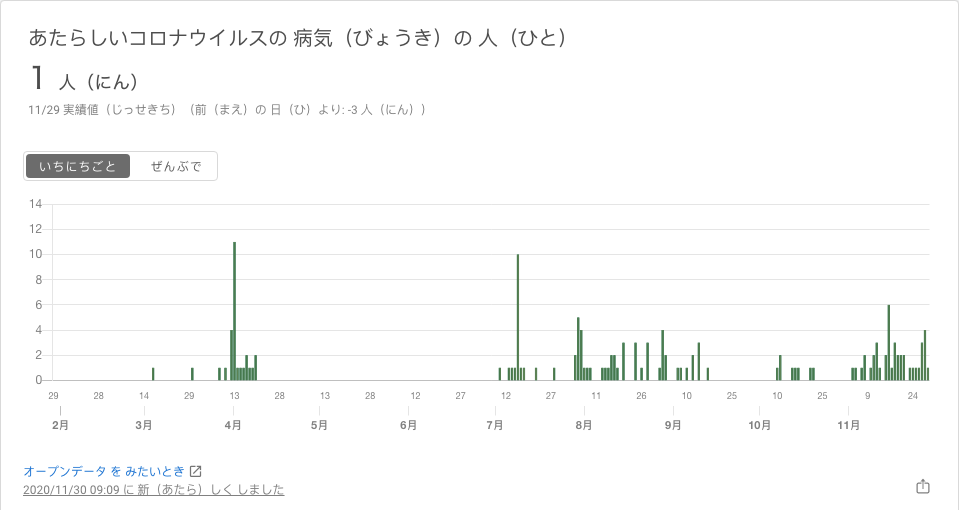 あたらしいコロナウイルスの 病気（びょうき）の 人（ひと）
1 人（にん）
11/29 実績値（じっせきち）（前（まえ）の 日（ひ）より: -3 人（にん））
いちにちごと ぜんぶで
14
12
10
8
6
4
2
0
29 28 14 29 13 28 13 28 12 27 12 27 11 26 10 25 10 25 9 24
2月 3月 4月 5月 6月 7月 8月 9月 10月 11月
オープンデータ を みたいとき
2020/11/30 09:09 に 新（あたら）しく しました